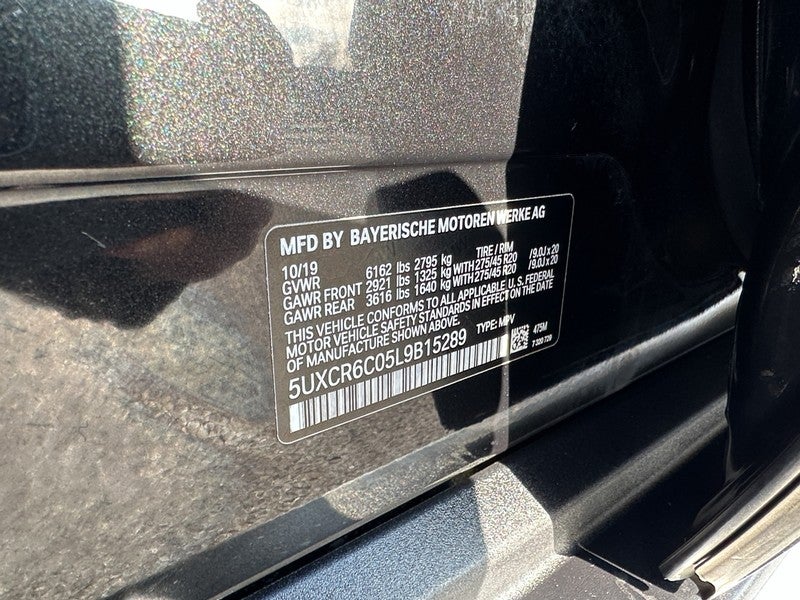 MFD BY BAYERISCHE MOTOREN WERKE AG
10/19
GVWR 6162 lbs 2795 kg TIRE / RIM
GAWR FRONT 2921 lbs 1325 kg WITH 275/45 R20 /9.0J x 20
GAWR REAR 3616 lbs 1640 kg WITH 275/45 R20 /9.0J x 20
THIS VEHICLE CONFORMS TO ALL APPLICABLE U.S. FEDERAL
MOTOR VEHICLE SAFETY STANDARDS IN EFFECT ON THE DATE
OF MANUFACTURE SHOWN ABOVE.
5UXCR6C05L9B15289 TYPE: MPV
475M
7 320 729